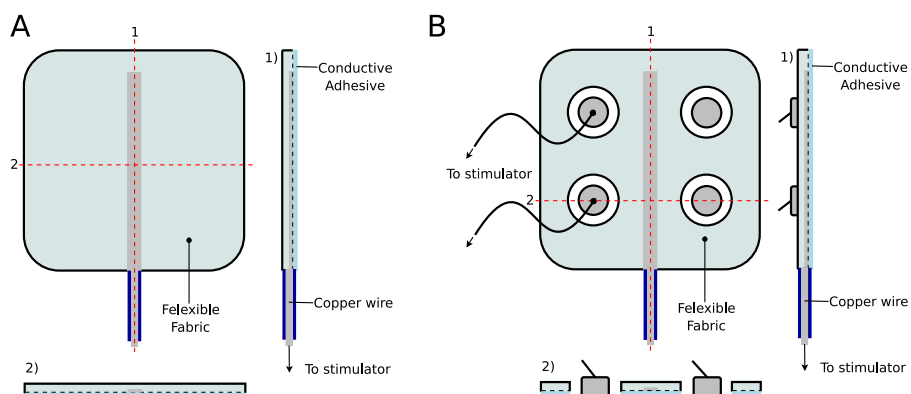 A
1
1)
Conductive
Adhesive
2
Felexible
Fabric
Copper wire
To stimulator
2)
B
1
1)
Conductive
Adhesive
To stimulator
2
Felexible
Fabric
Copper wire
To stimulator
2)